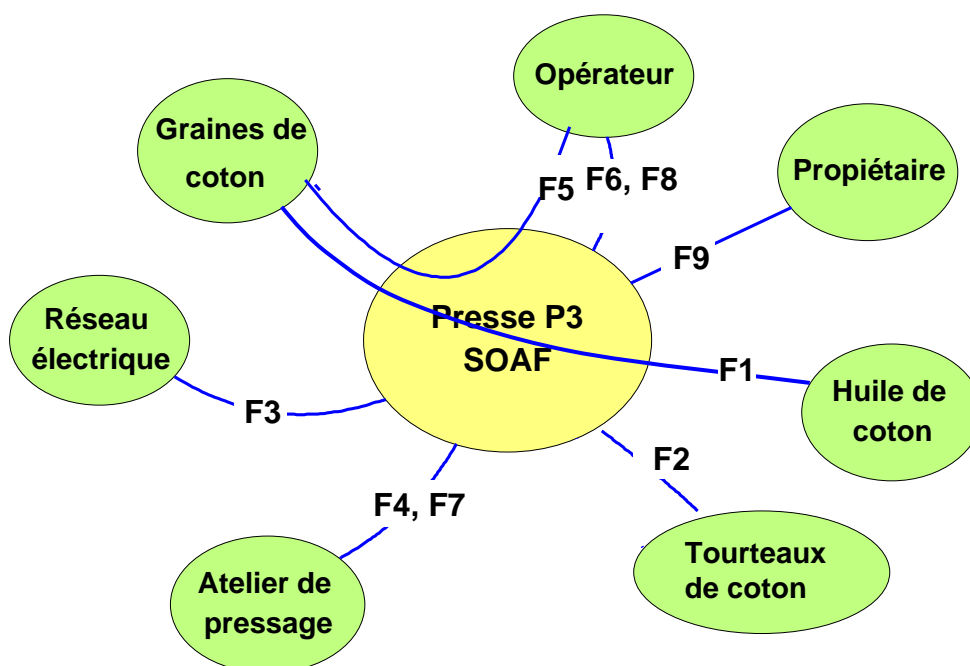 Opérateur
Graines de
coton
Propiétaire
F5
F6, F8
F9
Presse P3
SOAF
Réseau
électrique
F1
Huile de
coton
F3
F2
F4, F7
Tourteaux
de coton
Atelier de
pressage